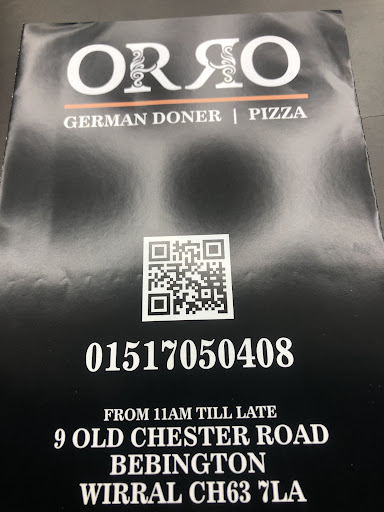 ORRO
GERMAN DONER | PIZZA
01517050408
FROM 11AM TILL LATE
9 OLD CHESTER ROAD
BEBINGTON
WIRRAL CH63 7LA